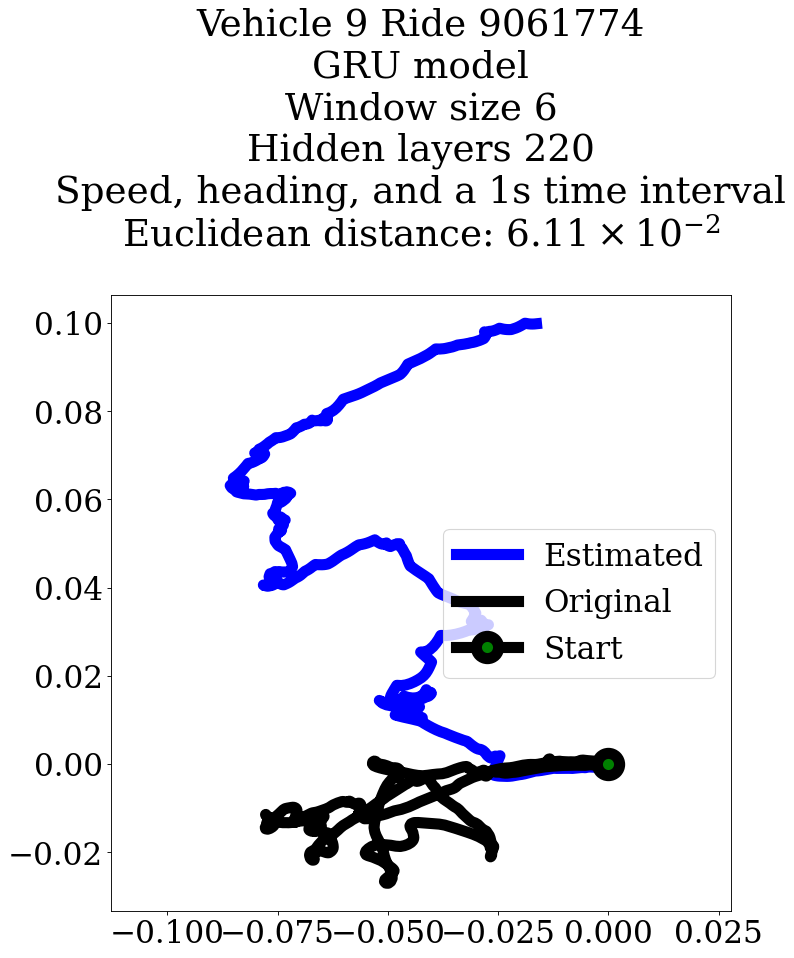 Vehicle 9 Ride 9061774
GRU model
Window size 6
Hidden layers 220
Speed, heading, and a 1s time interval
Euclidean distance: 6.11 × 10⁻²
0.10
0.08
0.06
0.04
0.02
0.00
−0.02
Estimated
Original
Start
−0.100 −0.075 −0.050 −0.025 0.000 0.025